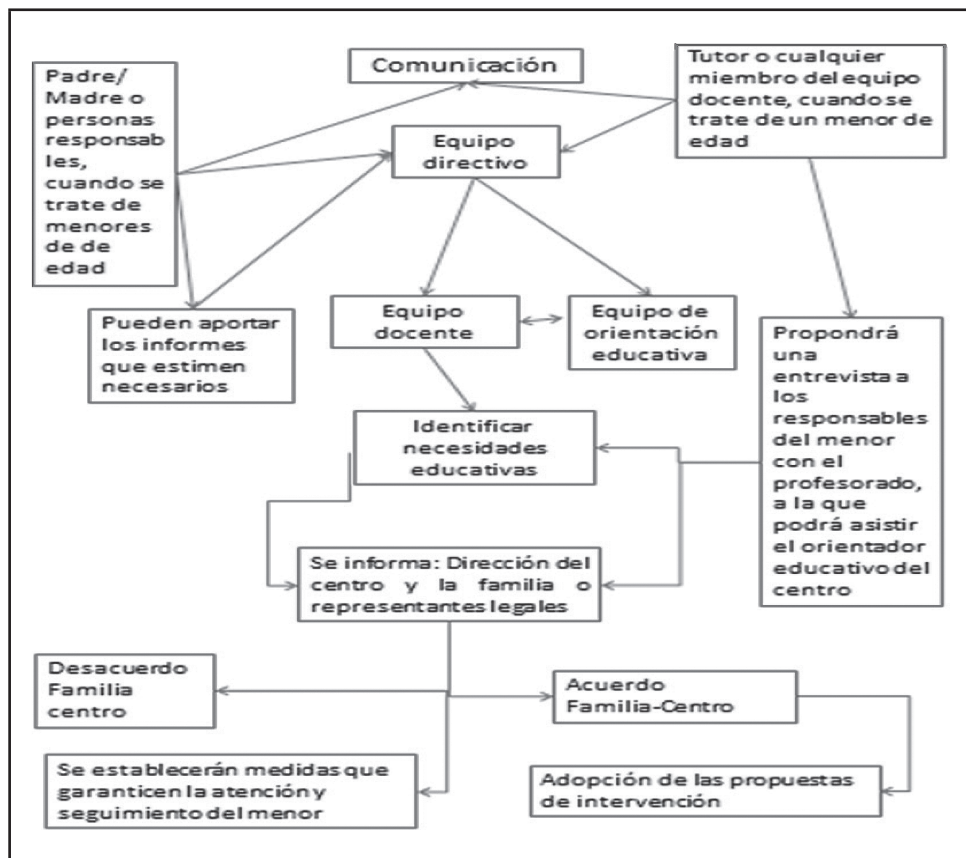 Comunicación
Padre/
Madre o
personas
responsab
les,
cuando se
trate de
menores
de de
edad
Tutor o cualquier
miembro del equipo
docente, cuando se
trate de un menor de
edad
Equipo
directivo
Pueden aportar
los informes
que estimen
necesarios
Equipo
docente
Equipo de
orientación
educativa
Propondrá
una
entrevista a
los
responsables
del menor
con el
profesorado,
a la que
podrá asistir
el orientador
educativo del
centro
Identificar
necesidades
educativas
Se informa: Dirección del
centro y la familia o
representantes legales
Desacuerdo
Familia
centro
Acuerdo
Familia-Centro
Se establecerán medidas que
garanticen la atención y
seguimiento del menor
Adopción de las propuestas
de intervención